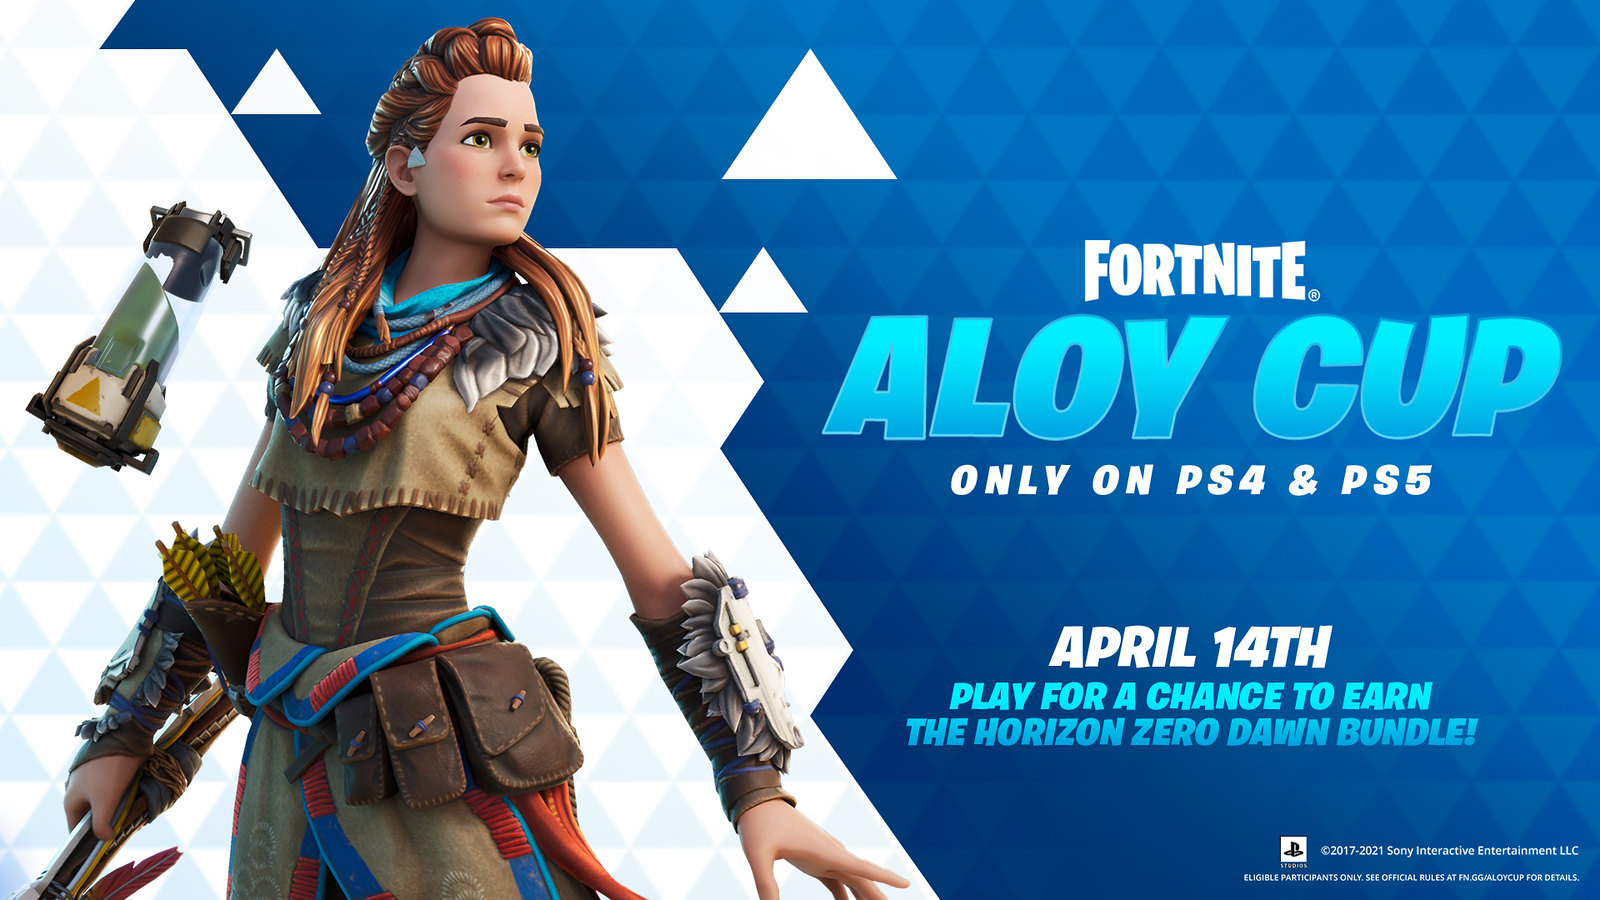 FORTNITE®
ALOY CUP
ONLY ON PS4 & PS5
APRIL 14TH
PLAY FOR A CHANCE TO EARN
THE HORIZON ZERO DAWN BUNDLE!
STUDIOS
©2017-2021 Sony Interactive Entertainment LLC
ELIGIBLE PARTICIPANTS ONLY. SEE OFFICIAL RULES AT FN.GG/ALOYCUP FOR DETAILS.